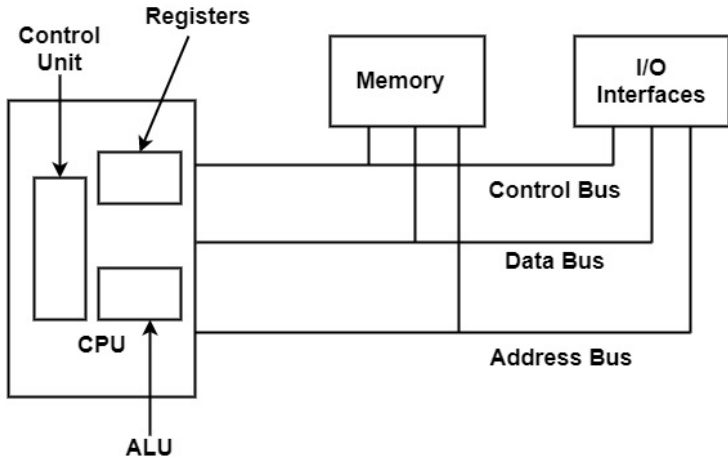 Registers
Control
Unit
Memory
I/O
Interfaces
Control Bus
Data Bus
CPU
Address Bus
ALU